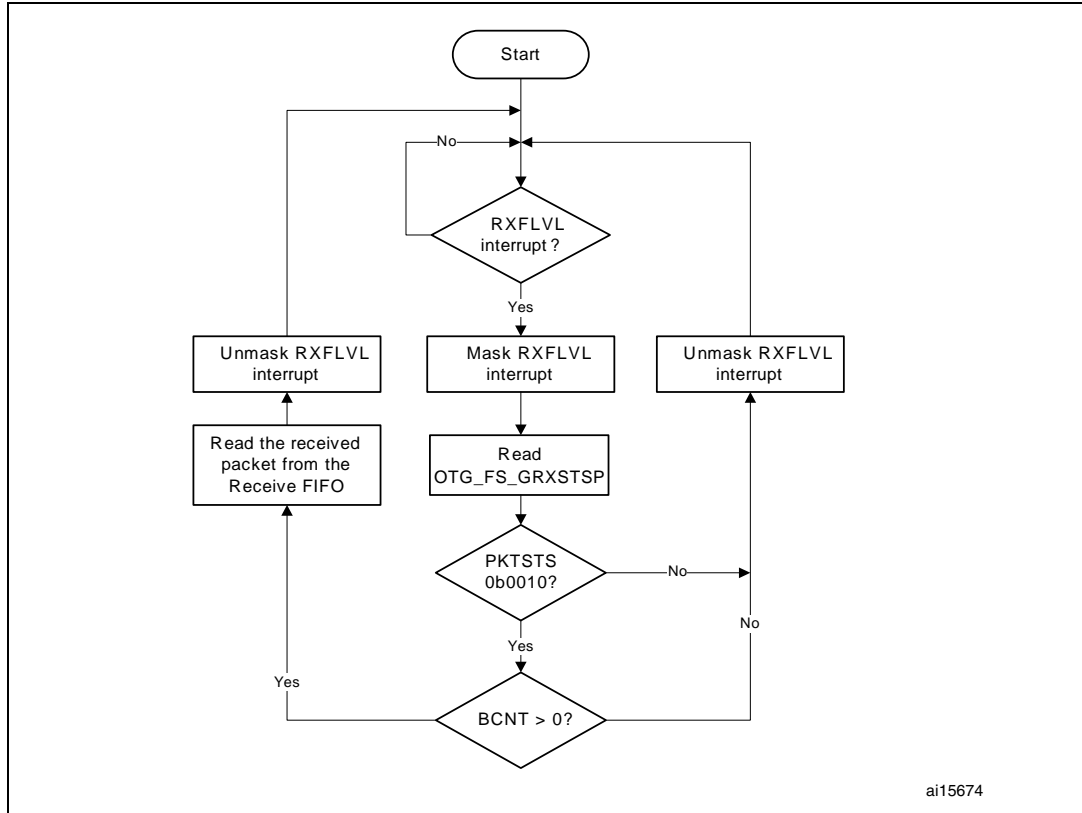 Start
No
RXFLVL
interrupt ?
Yes
Unmask RXFLVL
interrupt
Mask RXFLVL
interrupt
Unmask RXFLVL
interrupt
Read the received
packet from the
Receive FIFO
Read
OTG_FS_GRXSTSP
PKTSTS
0b0010?
No
No
Yes
Yes
BCNT > 0?
ai15674